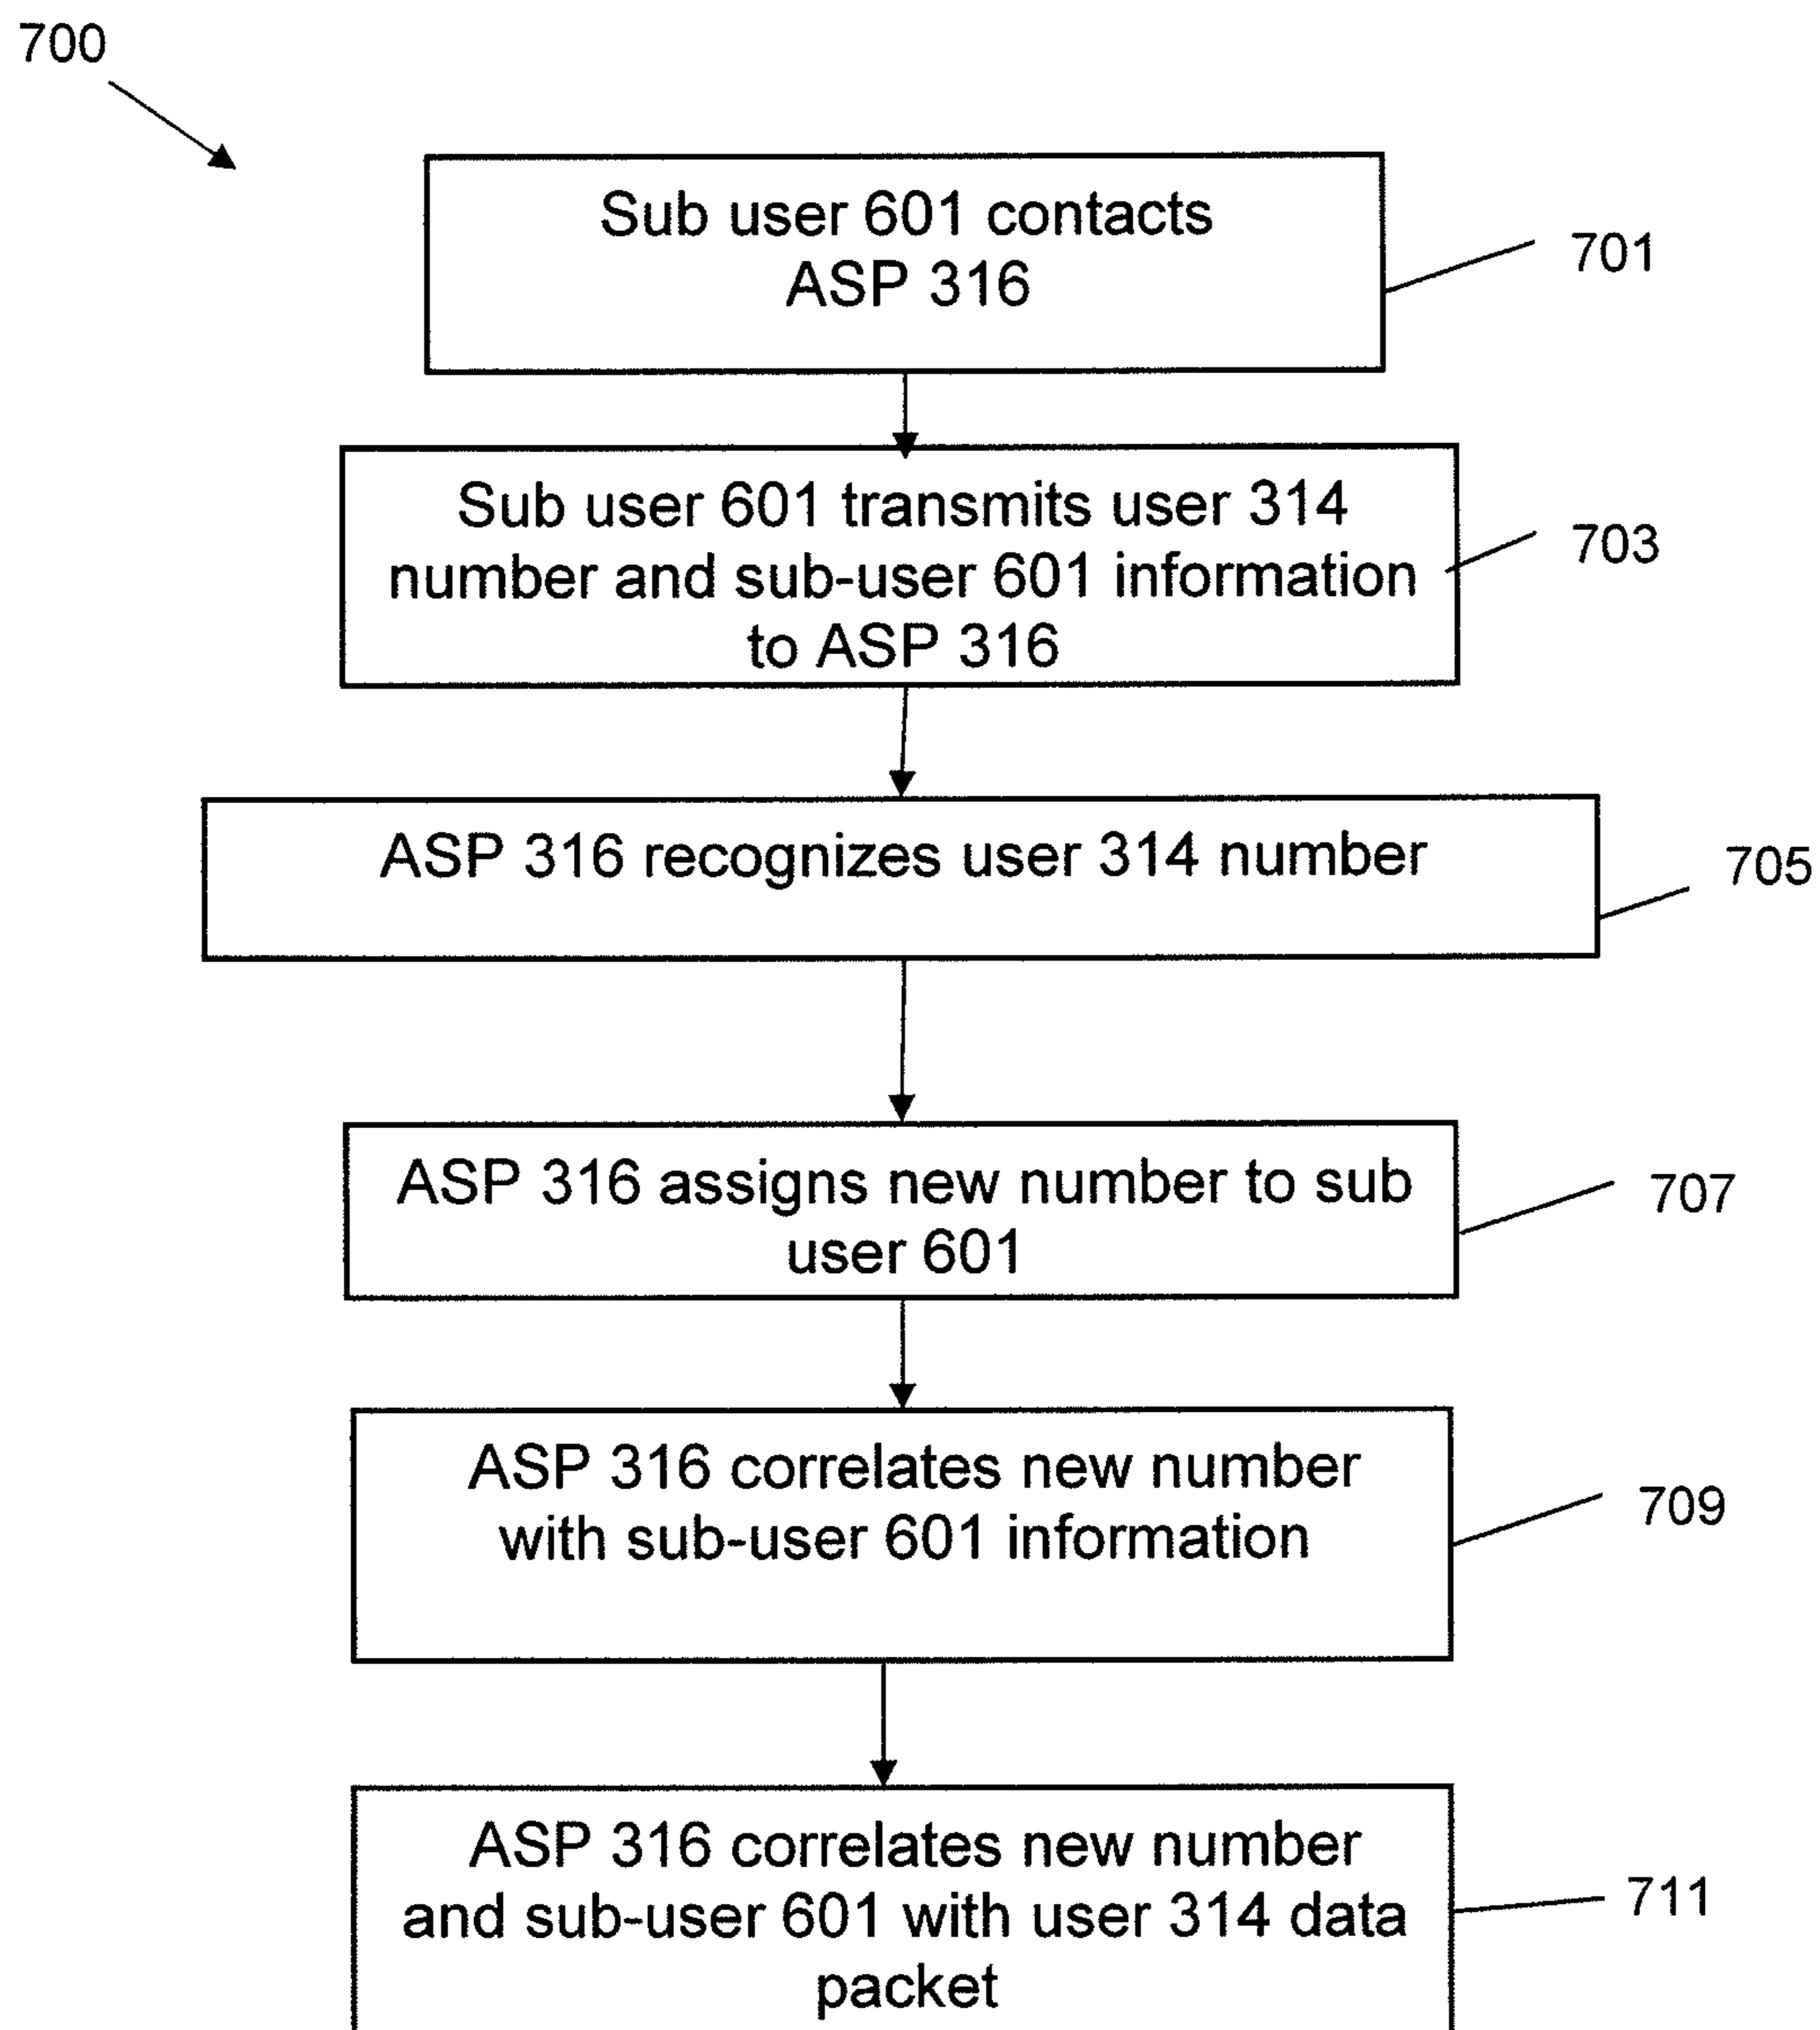 700
Sub user 601 contacts
ASP 316
701
Sub user 601 transmits user 314
number and sub-user 601 information
to ASP 316
703
ASP 316 recognizes user 314 number
705
ASP 316 assigns new number to sub
user 601
707
ASP 316 correlates new number
with sub-user 601 information
709
ASP 316 correlates new number
and sub-user 601 with user 314 data
packet
711